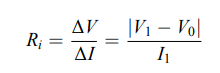 R_i = ΔV / ΔI = |V_1 − V_0| / I_1